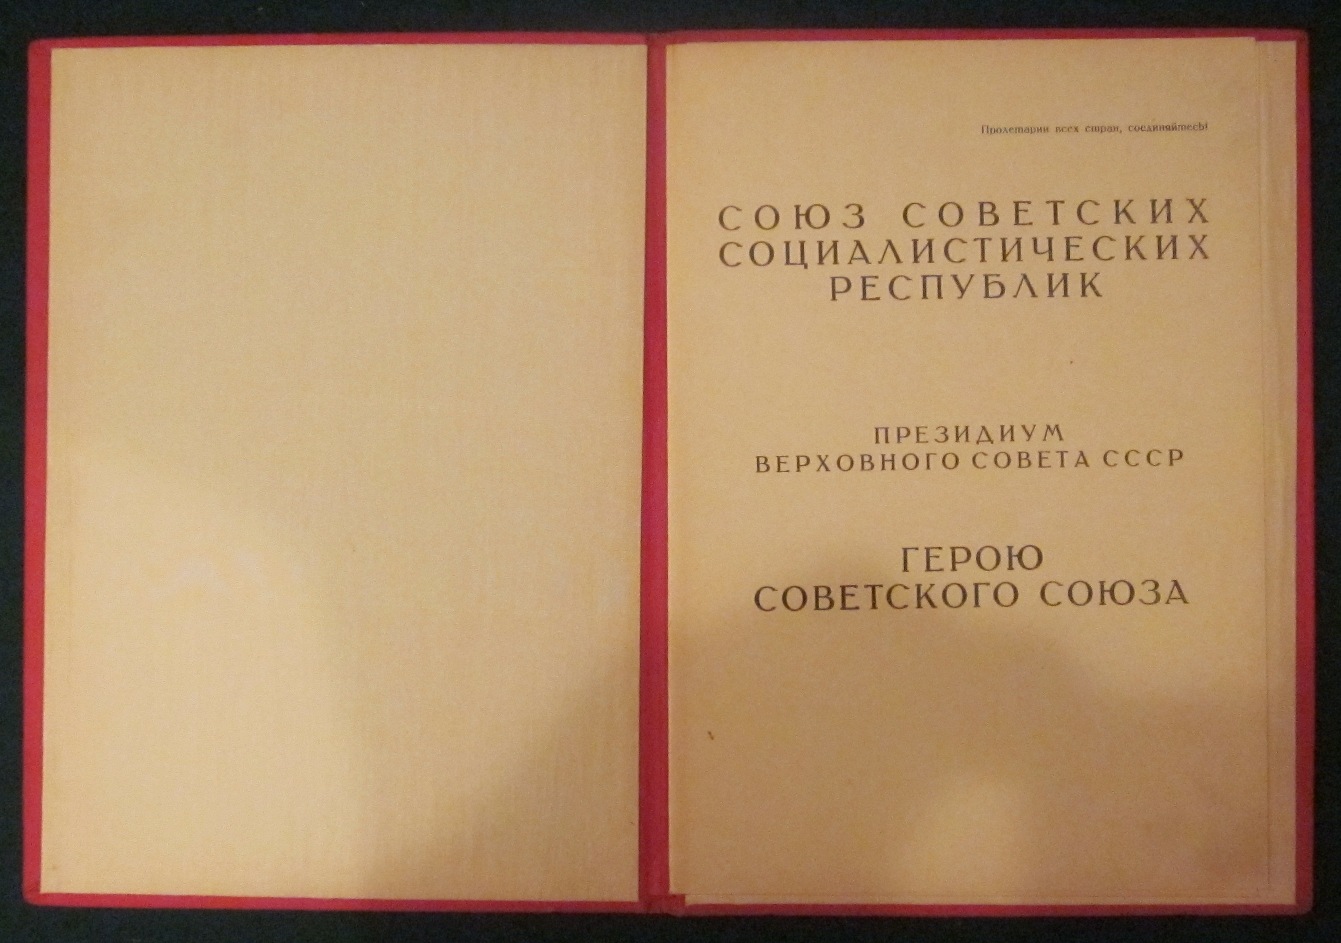 Пролетарии всех стран, соединяйтесь!
СОЮЗ СОВЕТСКИХ
СОЦИАЛИСТИЧЕСКИХ
РЕСПУБЛИК
ПРЕЗИДИУМ
ВЕРХОВНОГО СОВЕТА СССР
ГЕРОЮ
СОВЕТСКОГО СОЮЗА